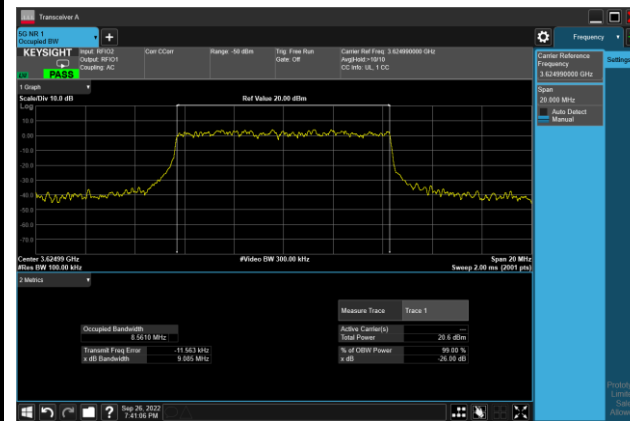 Transceiver A
5G NR 1
Occupied BW
Frequency
KEYSIGHT
Input: RFIO2
Output: RFIO1
Coupling: AC
Corr CCorr
Range: -50 dBm
Trig: Free Run
Gate: Off
Carrier Ref Freq: 3.624990000 GHz
Avg|Hold:>10/10
CC Info: UL, 1 CC
PASS
Carrier Reference
Frequency
3.624990000 GHz
Settings
Span
20.000 MHz
Auto Detect
Manual
1 Graph
Scale/Div 10.0 dB
Ref Value 20.00 dBm
Log
10.0
0.00
-10.0
-20.0
-30.0
-40.0
-50.0
-60.0
-70.0
Center 3.62499 GHz
#Video BW 300.00 kHz
Span 20 MHz
#Res BW 100.00 kHz
Sweep 2.00 ms (2001 pts)
2 Metrics
Measure Trace
Trace 1
Occupied Bandwidth
8.5610 MHz
Active Carrier(s)
---
Total Power
20.6 dBm
Transmit Freq Error
-11.563 kHz
x dB Bandwidth
9.085 MHz
% of OBW Power
99.00 %
x dB
-26.00 dB
Sep 26, 2022
7:41:06 PM